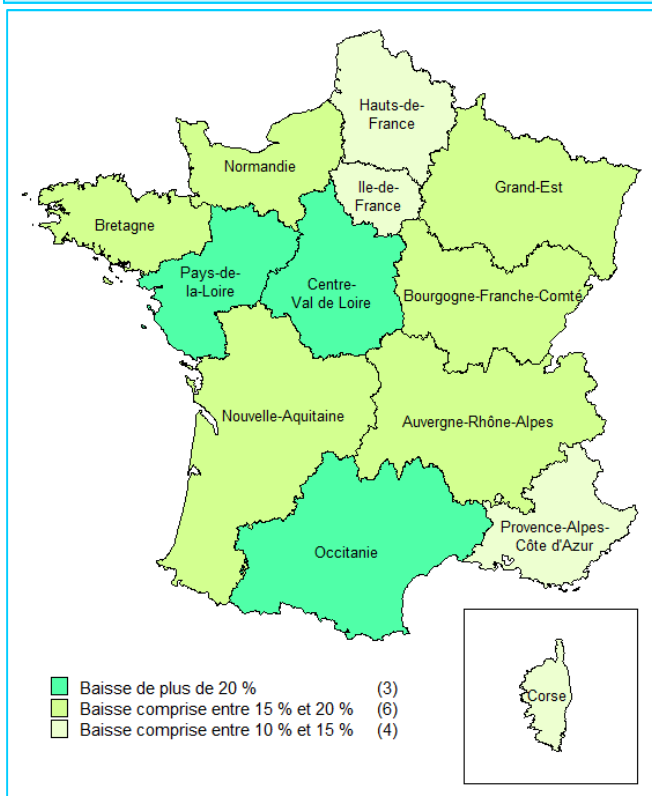 Hauts-de-
France
Normandie
Ile-de-
France
Grand-Est
Bretagne
Pays-de-
la-Loire
Centre-
Val de Loire
Bourgogne-Franche-Comté
Nouvelle-Aquitaine
Auvergne-Rhône-Alpes
Provence-Alpes-
Côte d'Azur
Occitanie
Corse
Baisse de plus de 20 % (3)
Baisse comprise entre 15 % et 20 % (6)
Baisse comprise entre 10 % et 15 % (4)